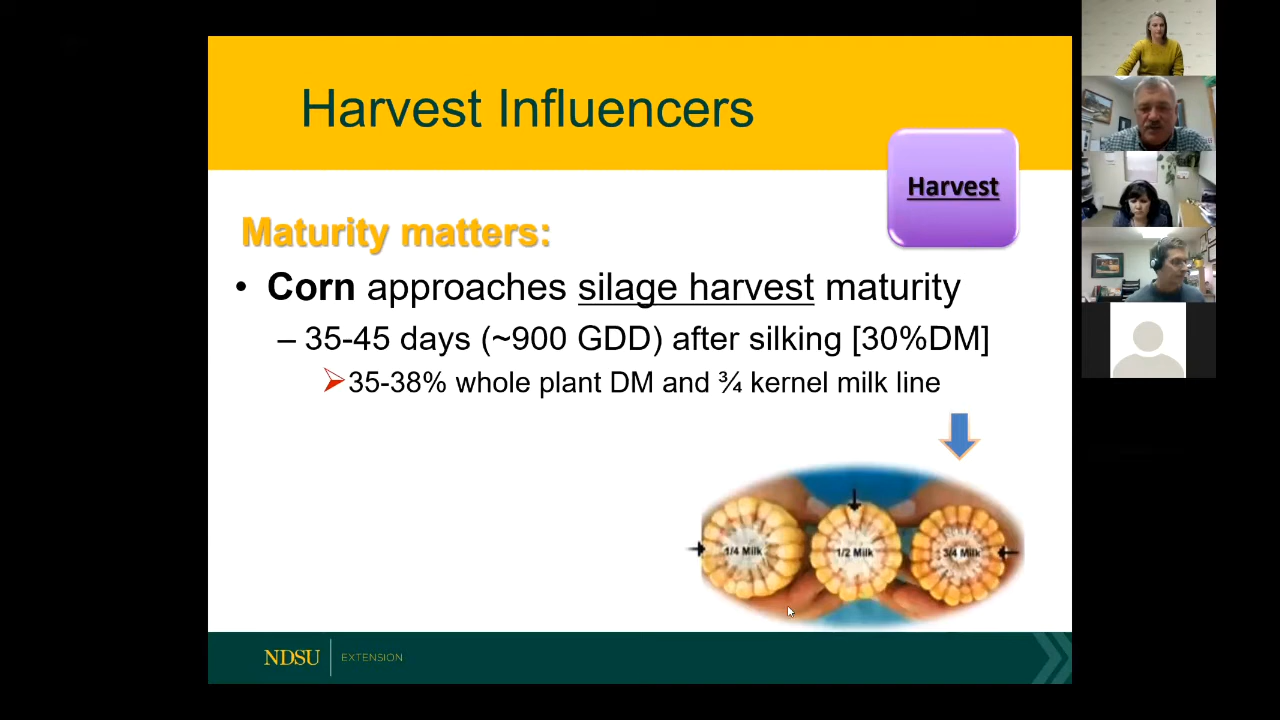 Harvest Influencers
Harvest
Maturity matters:
• Corn approaches silage harvest maturity
– 35-45 days (~900 GDD) after silking [30%DM]
35-38% whole plant DM and ¾ kernel milk line
1/4 Milk
1/2 Milk
3/4 Milk
NDSU
EXTENSION